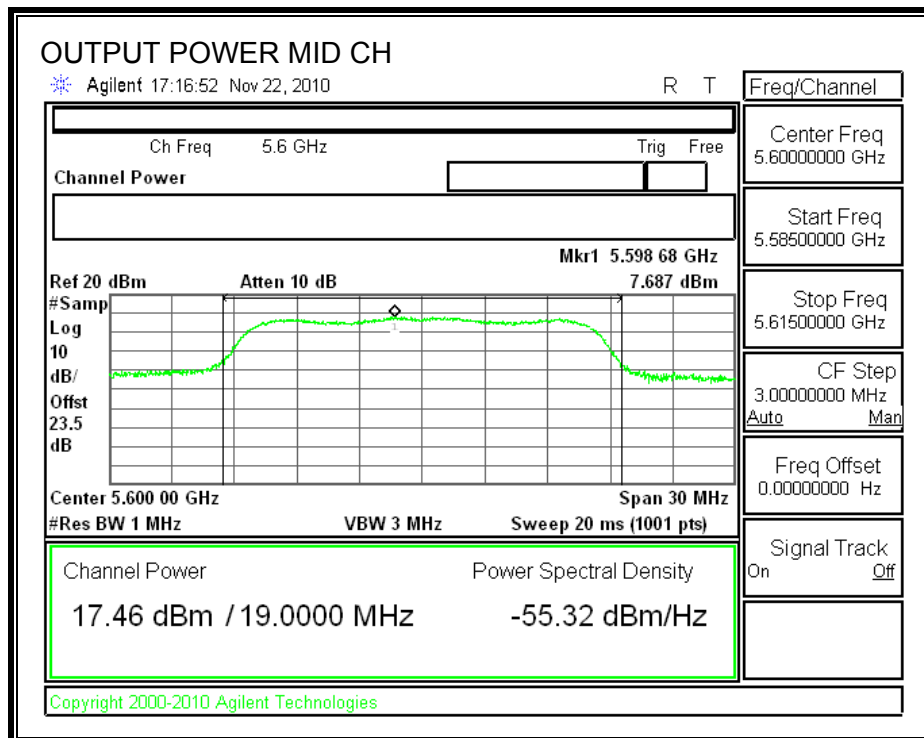 OUTPUT POWER MID CH
Agilent 17:16:52 Nov 22, 2010 R T
Freq/Channel
Ch Freq 5.6 GHz Trig Free
Channel Power
Mkr1 5.598 68 GHz
Ref 20 dBm Atten 10 dB 7.687 dBm
#Samp
Log
10
dB/
Offst
23.5
dB
1
Center 5.600 00 GHz Span 30 MHz
#Res BW 1 MHz VBW 3 MHz Sweep 20 ms (1001 pts)
Channel Power Power Spectral Density
17.46 dBm / 19.0000 MHz -55.32 dBm/Hz
Center Freq
5.60000000 GHz
Start Freq
5.58500000 GHz
Stop Freq
5.61500000 GHz
CF Step
3.00000000 MHz
Auto Man
Freq Offset
0.00000000 Hz
Signal Track
On Off
Copyright 2000-2010 Agilent Technologies